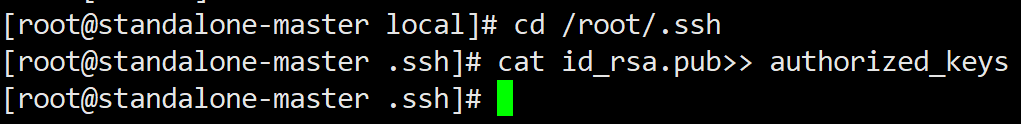 [root@standalone-master local]# cd /root/.ssh
[root@standalone-master .ssh]# cat id_rsa.pub>> authorized_keys
[root@standalone-master .ssh]#